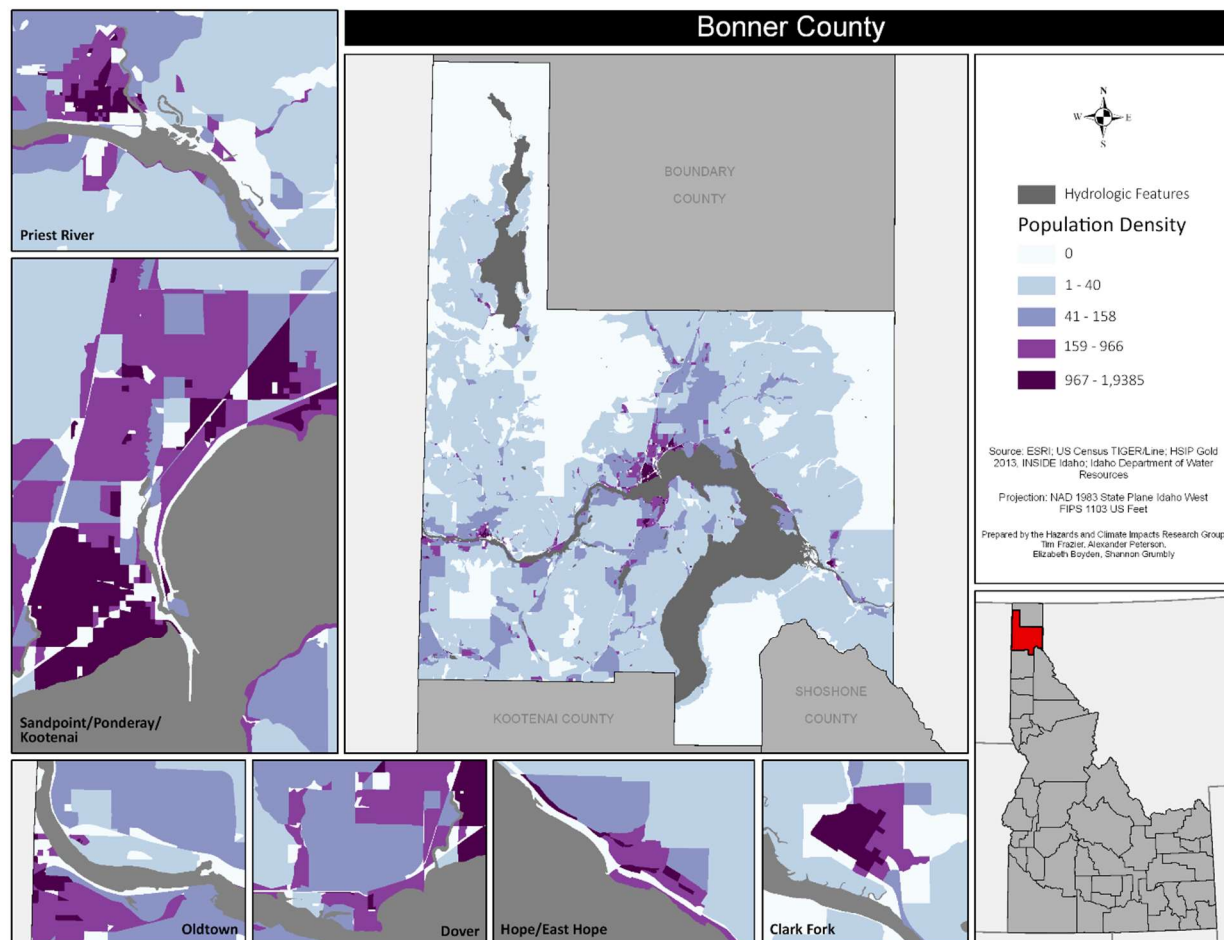 Bonner County
Priest River
Sandpoint/Ponderay/
Kootenai
Oldtown
Dover
Hope/East Hope
Clark Fork
BOUNDARY
COUNTY
KOOTENAI COUNTY
SHOSHONE
COUNTY
N
W
E
S
Hydrologic Features
Population Density
0
1 - 40
41 - 158
159 - 966
967 - 1,9385
Source: ESRI; US Census TIGER/Line; HSIP Gold
2013, INSIDE Idaho; Idaho Department of Water
Resources
Projection: NAD 1983 State Plane Idaho West
FIPS 1103 US Feet
Prepared by the Hazards and Climate Impacts Research Group
Tim Frazier, Alexander Peterson,
Elizabeth Boyden, Shannon Grumbly